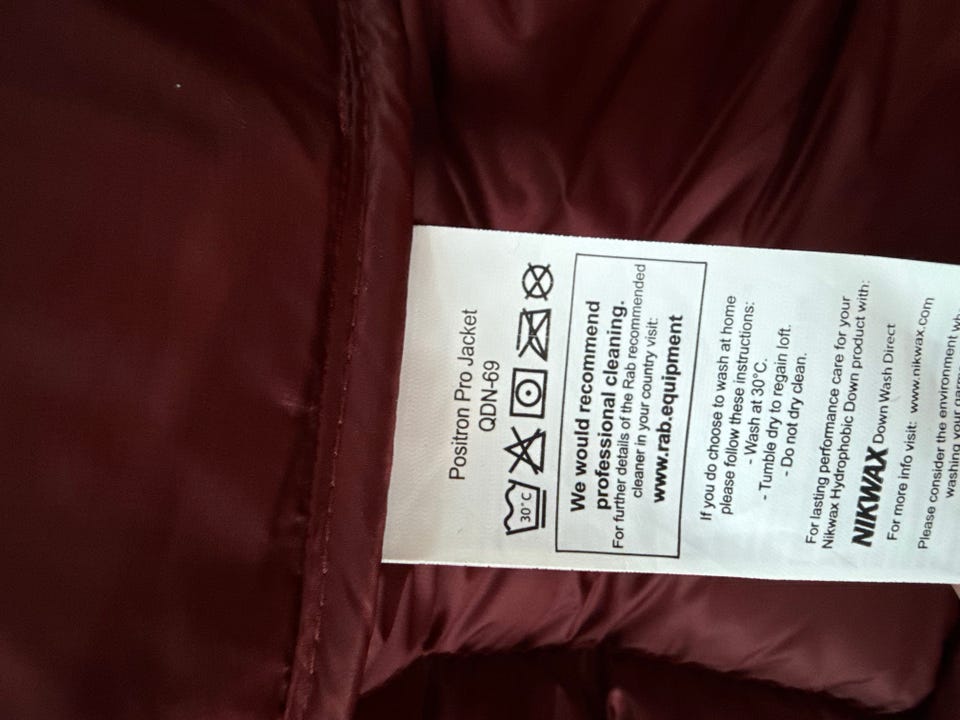 Positron Pro Jacket
QDN-69
30°C
We would recommend
professional cleaning.
For further details of the Rab recommended
cleaner in your country visit:
www.rab.equipment
If you do choose to wash at home
please follow these instructions:
- Wash at 30°C.
- Tumble dry to regain loft.
- Do not dry clean.
For lasting performance care for your
Nikwax Hydrophobic Down product with:
NIKWAX Down Wash Direct
For more info visit: www.nikwax.com
Please consider the environment
washing your